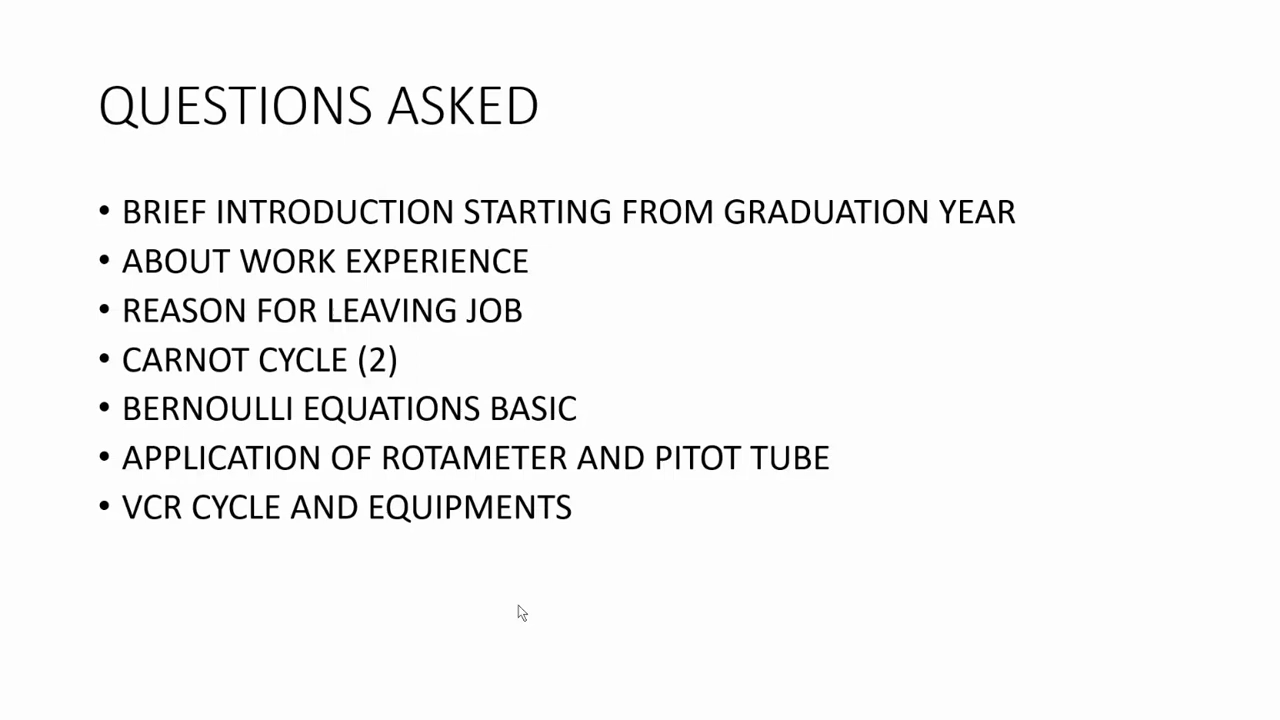 QUESTIONS ASKED
• BRIEF INTRODUCTION STARTING FROM GRADUATION YEAR
• ABOUT WORK EXPERIENCE
• REASON FOR LEAVING JOB
• CARNOT CYCLE (2)
• BERNOULLI EQUATIONS BASIC
• APPLICATION OF ROTAMETER AND PITOT TUBE
• VCR CYCLE AND EQUIPMENTS